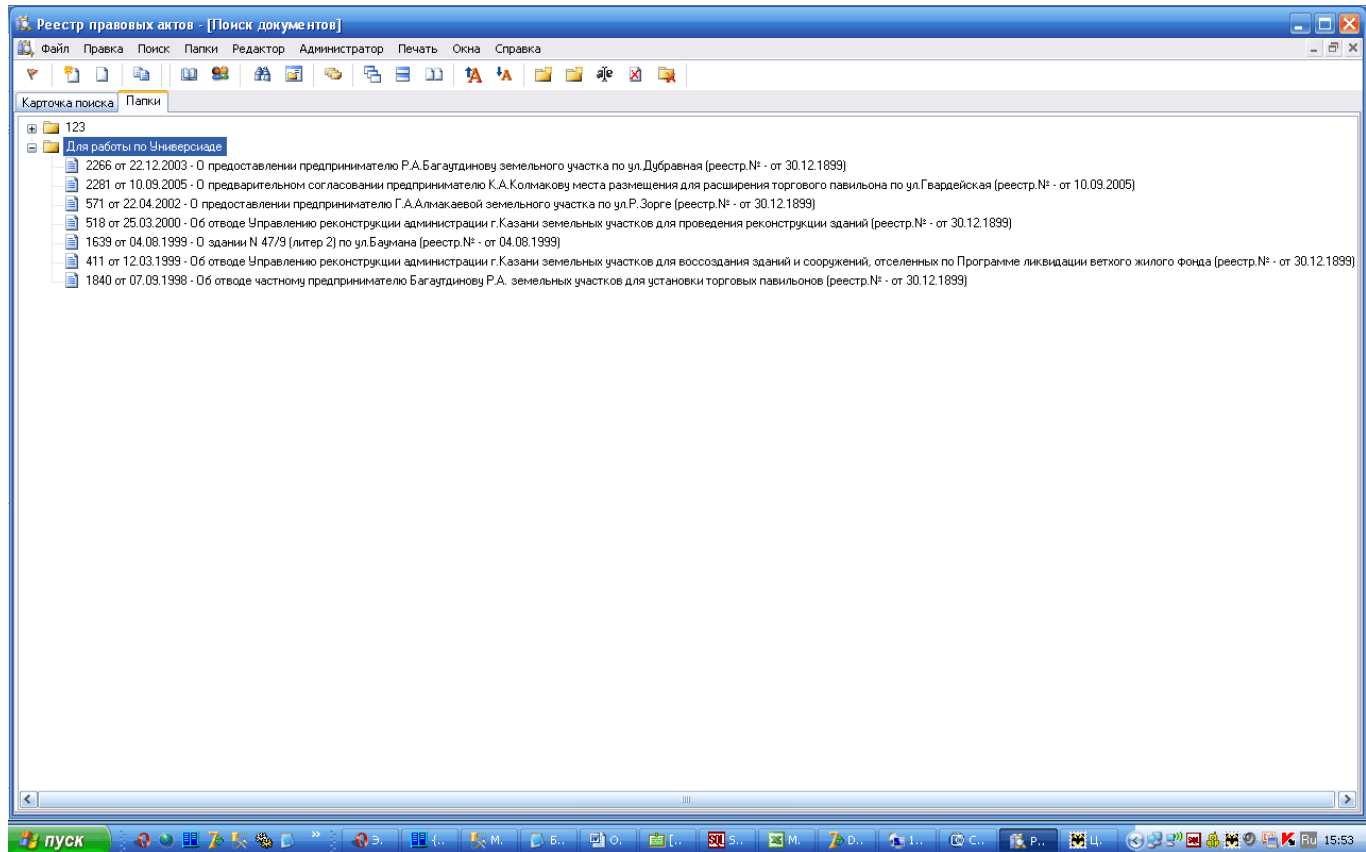 Реестр правовых актов - [Поиск документов]
Файл Правка Поиск Папки Редактор Администратор Печать Окна Справка
Карточка поиска Папки
123
Для работы по Универсиаде
2266 от 22.12.2003 - О предоставлении предпринимателю Р.А.Багаутдинову земельного участка по ул.Дубравная (реестр.№ - от 30.12.1899)
2281 от 10.09.2005 - О предварительном согласовании предпринимателю К.А.Колмакову места размещения для расширения торгового павильона по ул.Гвардейская (реестр.№ - от 10.09.2005)
571 от 22.04.2002 - О предоставлении предпринимателю Г.А.Алмакаевой земельного участка по ул.Р.Зорге (реестр.№ - от 30.12.1899)
518 от 25.03.2000 - Об отводе Управлению реконструкции администрации г.Казани земельных участков для проведения реконструкции зданий (реестр.№ - от 30.12.1899)
1639 от 04.08.1999 - О здании N 47/9 (литер 2) по ул.Баумана (реестр.№ - от 04.08.1999)
411 от 12.03.1999 - Об отводе Управлению реконструкции администрации г.Казани земельных участков для воссоздания зданий и сооружений, отселенных по Программе ликвидации ветхого жилого фонда (реестр.№ - от 30.12.1899)
1840 от 07.09.1998 - Об отводе частному предпринимателю Багаутдинову Р.А. земельных участков для установки торговых павильонов (реестр.№ - от 30.12.1899)
пуск Э. {.. М. Б.. О. [.. S.. М. D.. 1.. С.. Р.. Ц. Ru 15:53